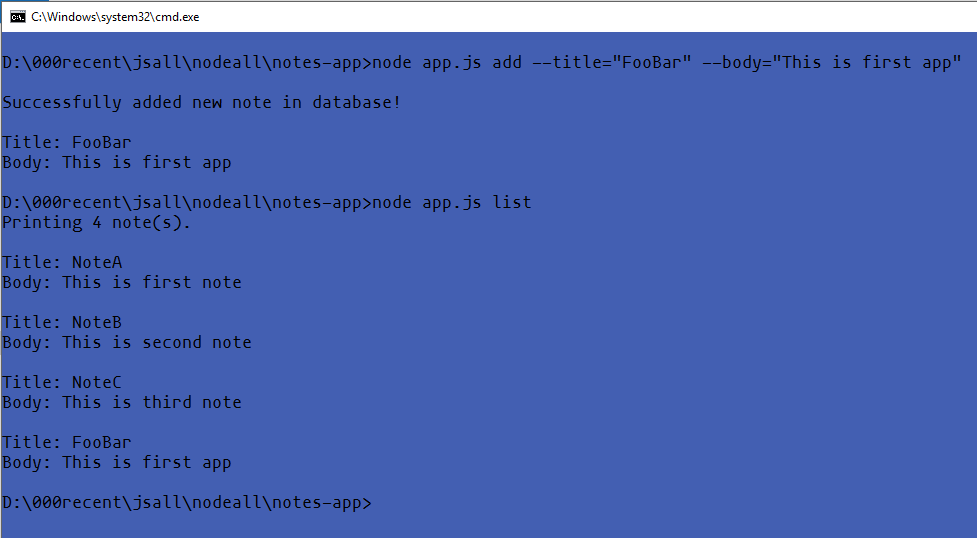 C:\Windows\system32\cmd.exe
D:\000recent\jsall\nodeall\notes-app>node app.js add --title="FooBar" --body="This is first app"
Successfully added new note in database!
Title: FooBar
Body: This is first app
D:\000recent\jsall\nodeall\notes-app>node app.js list
Printing 4 note(s).
Title: NoteA
Body: This is first note
Title: NoteB
Body: This is second note
Title: NoteC
Body: This is third note
Title: FooBar
Body: This is first app
D:\000recent\jsall\nodeall\notes-app>